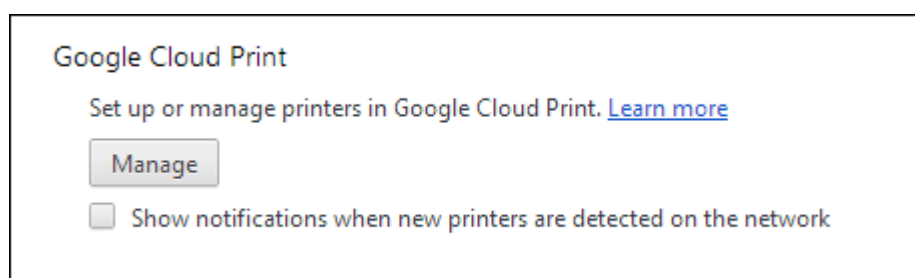 Google Cloud Print
Set up or manage printers in Google Cloud Print. Learn more
Manage
Show notifications when new printers are detected on the network